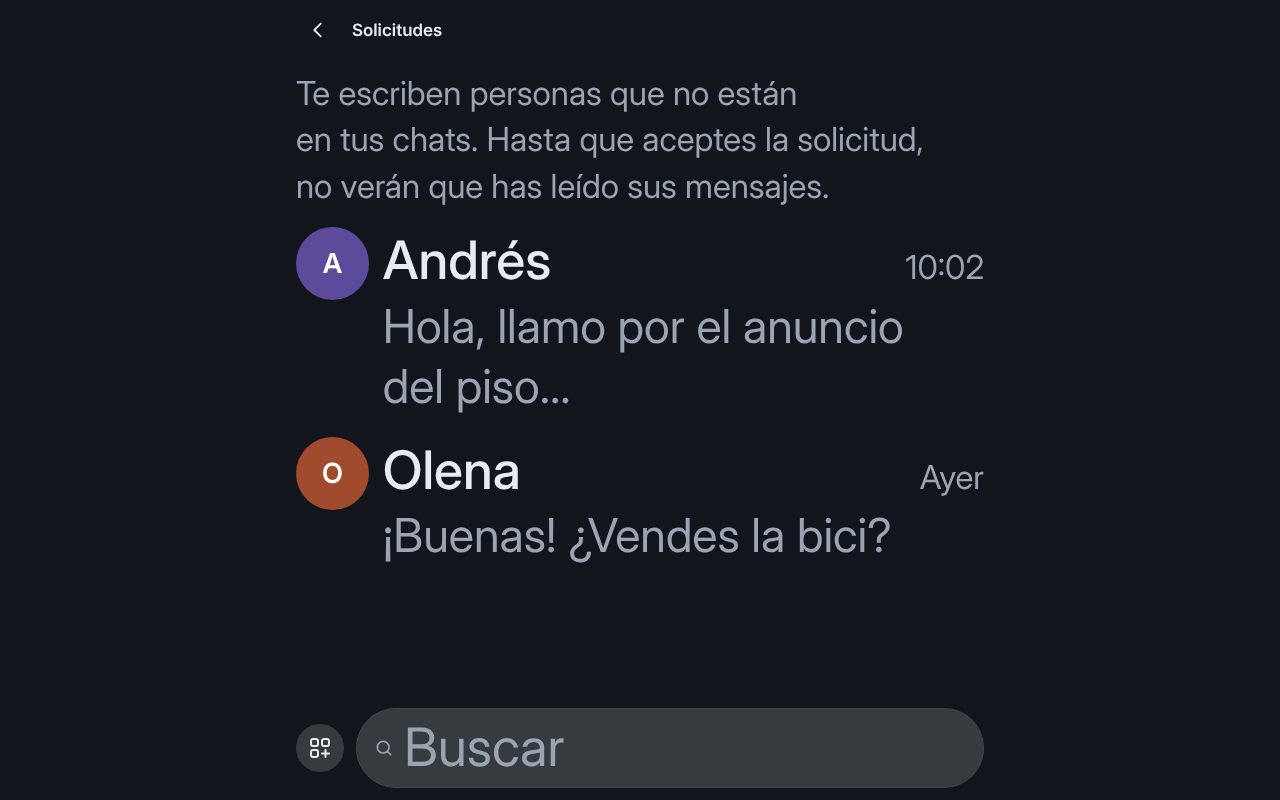 Solicitudes
Te escriben personas que no están
en tus chats. Hasta que aceptes la solicitud,
no verán que has leído sus mensajes.
A
Andrés
10:02
Hola, llamo por el anuncio
del piso...
O
Olena
Ayer
¡Buenas! ¿Vendes la bici?
Buscar